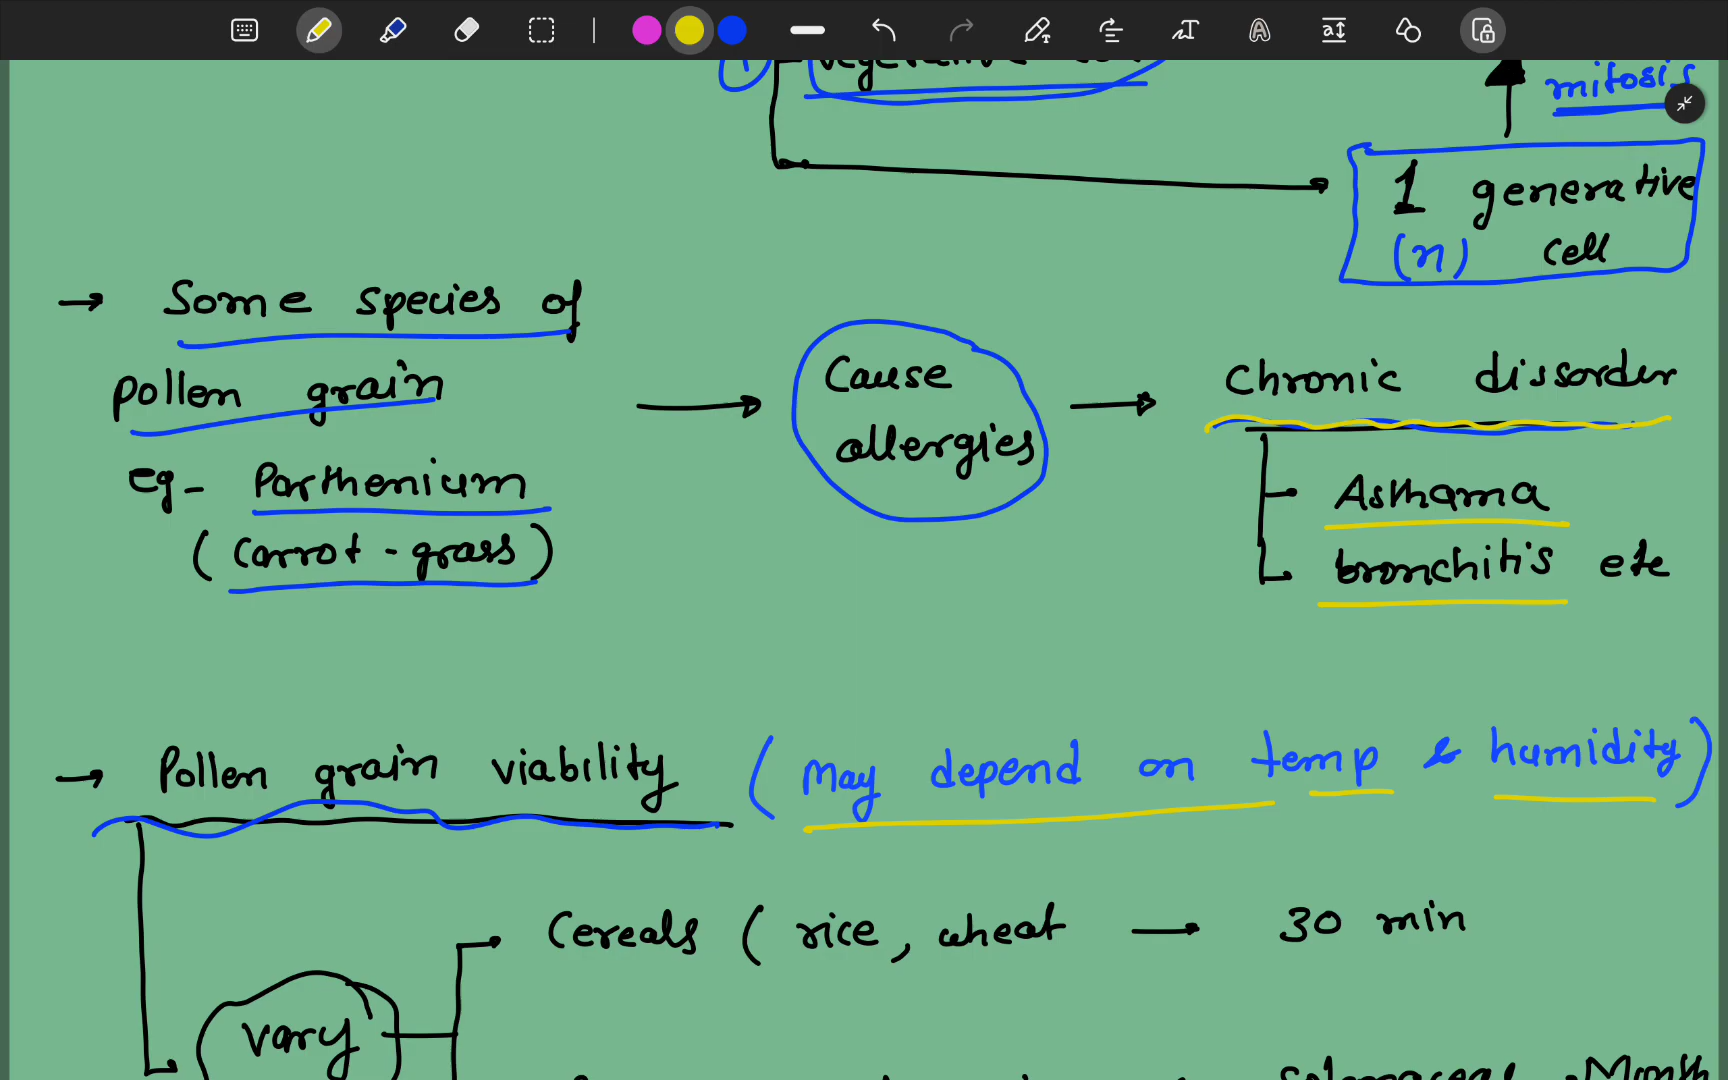 mitosis
1 generative
(n) cell
→ Some species of
pollen grain
eg - Parthenium
(carrot - grass)
→ Cause
allergies
→ Chronic dissorder
Asthama
bronchitis etc
→ Pollen grain viability (may depend on temp & humidity)
Cereals ( rice, wheat → 30 min
vary